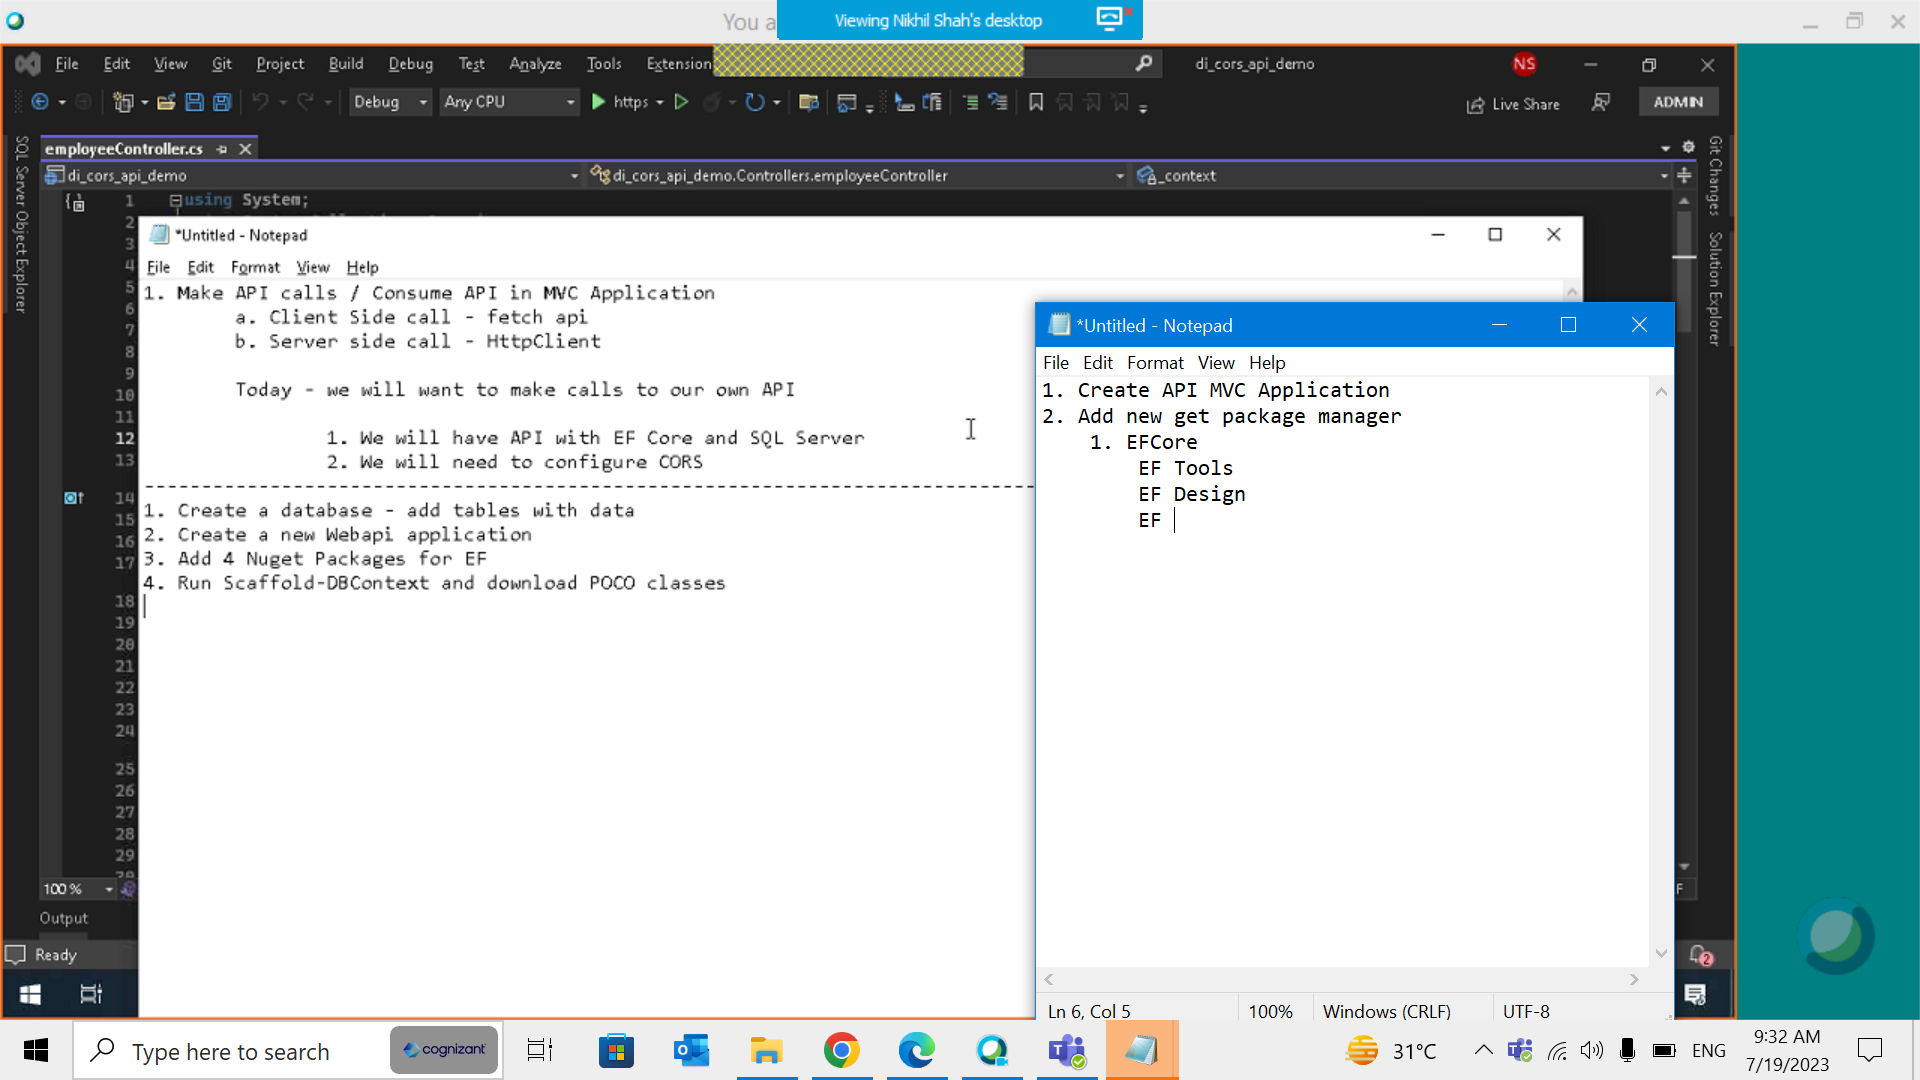 You a
Viewing Nikhil Shah's desktop
File Edit View Git Project Build Debug Test Analyze Tools Extension
di_cors_api_demo
NS
Debug
Any CPU
https
Live Share
ADMIN
SQL Server Object Explorer
employeeController.cs
di_cors_api_demo
di_cors_api_demo.Controllers.employeeController
_context
Git Changes
Solution Explorer
1 using System;
2
3
4
5
6
7
8
9
10
11
12
13
14
15
16
17
18
19
20
21
22
23
24
25
26
27
28
29
100 %
Output
Ready
*Untitled - Notepad
File Edit Format View Help
1. Make API calls / Consume API in MVC Application
a. Client Side call - fetch api
b. Server side call - HttpClient
Today - we will want to make calls to our own API
1. We will have API with EF Core and SQL Server
2. We will need to configure CORS
------------------------------------------------------------------------------
1. Create a database - add tables with data
2. Create a new Webapi application
3. Add 4 Nuget Packages for EF
4. Run Scaffold-DBContext and download POCO classes
*Untitled - Notepad
File Edit Format View Help
1. Create API MVC Application
2. Add new get package manager
1. EFCore
EF Tools
EF Design
EF
Ln 6, Col 5
100%
Windows (CRLF)
UTF-8
2
Type here to search
cognizant
31°C
ENG
9:32 AM
7/19/2023